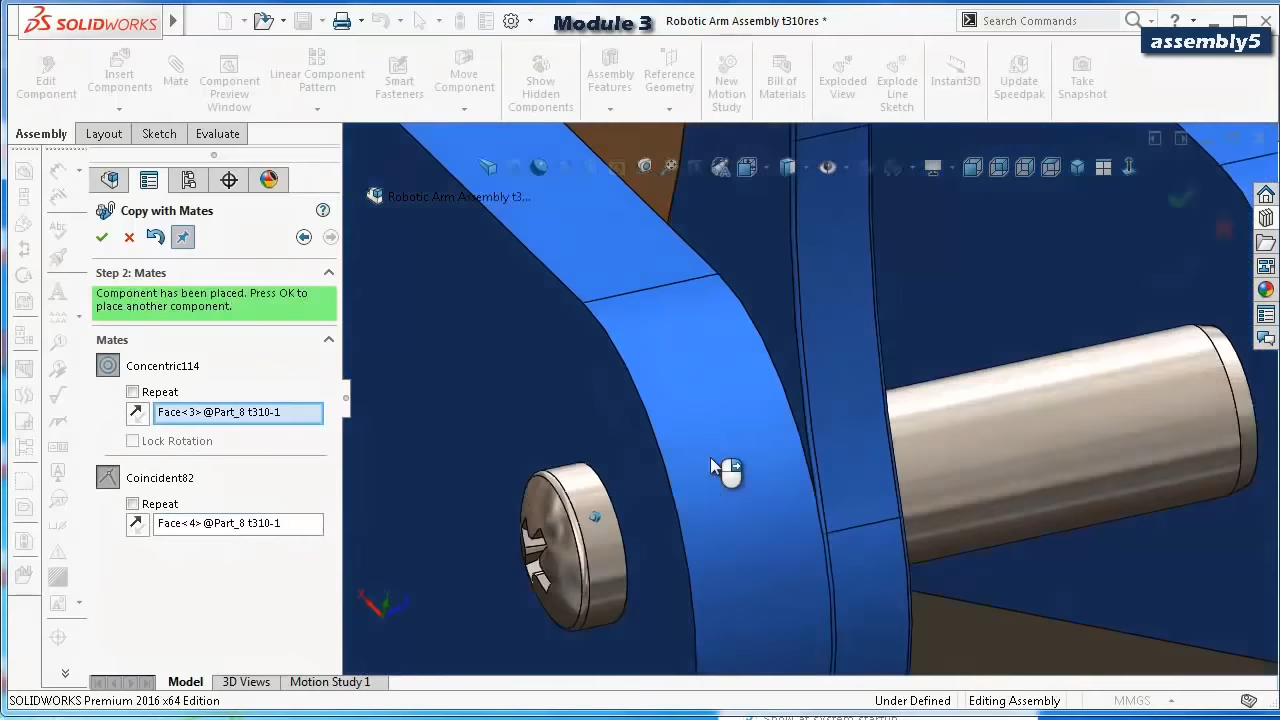 SOLIDWORKS
Module 3
Robotic Arm Assembly t310res *
assembly5
Edit Component
Insert Components
Mate
Component Preview Window
Linear Component Pattern
Smart Fasteners
Move Component
Show Hidden Components
Assembly Features
Reference Geometry
New Motion Study
Bill of Materials
Exploded View
Explode Line Sketch
Instant3D
Update Speedpak
Take Snapshot
Assembly
Layout
Sketch
Evaluate
Robotic Arm Assembly t3...
Copy with Mates
Step 2: Mates
Component has been placed. Press OK to
place another component.
Mates
Concentric114
Repeat
Face<3>@Part_8 t310-1
Lock Rotation
Coincident82
Repeat
Face<4>@Part_8 t310-1
Model
3D Views
Motion Study 1
SOLIDWORKS Premium 2016 x64 Edition
Under Defined
Editing Assembly
MMGS